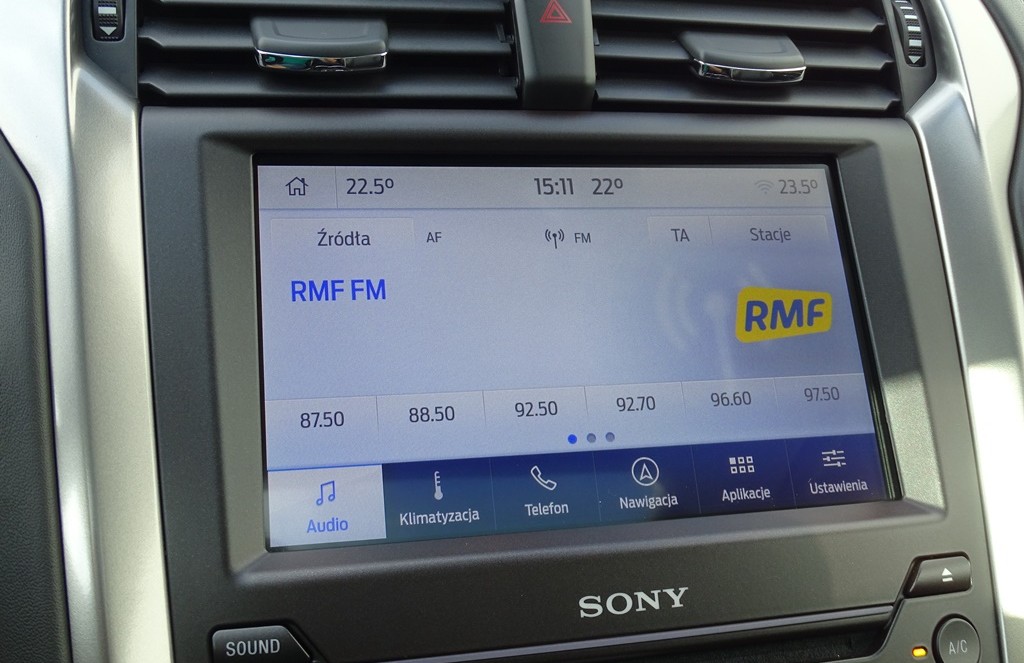 22.5° 15:11 22° 23.5°
Źródła AF FM TA Stacje
RMF FM
RMF
87.50 88.50 92.50 92.70 96.60 97.50
Audio Klimatyzacja Telefon Nawigacja Aplikacje Ustawienia
SONY
SOUND A/C